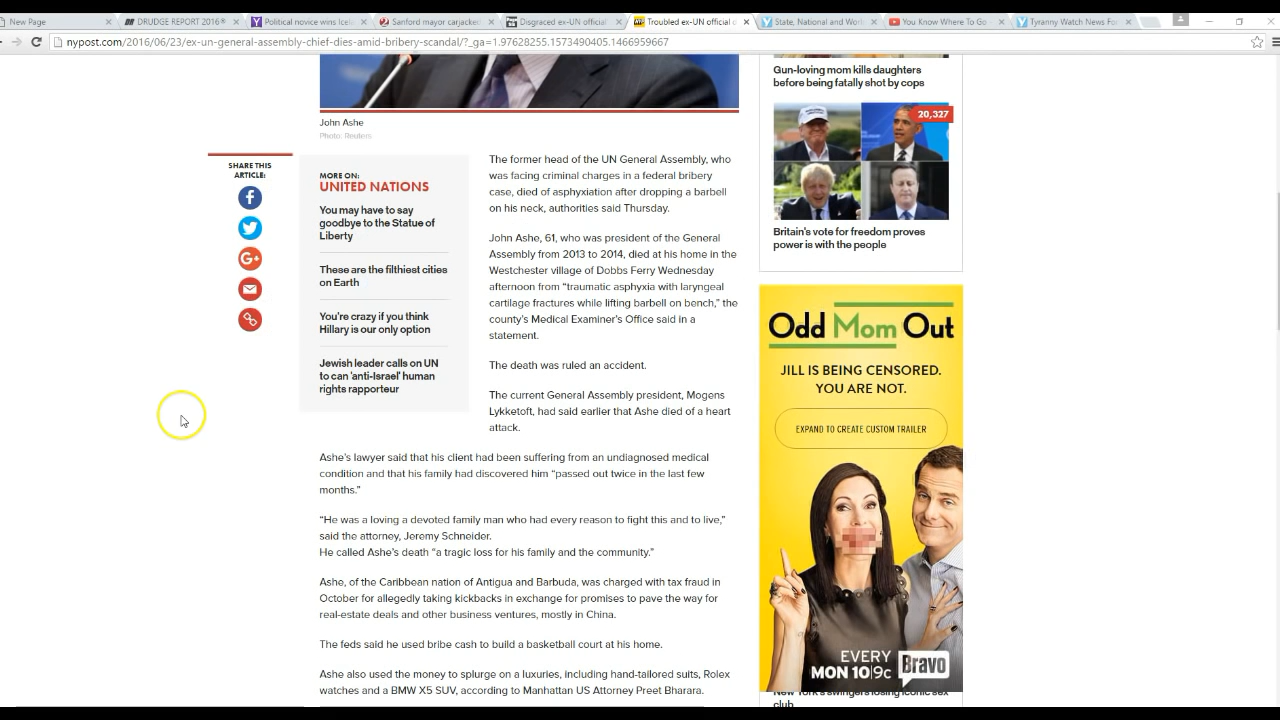 New Page
DRUDGE REPORT 2016®
Political novice wins Icela
Sanford mayor carjacked
Disgraced ex-UN official
Troubled ex-UN official d
State, National and World
You Know Where To Go -
Tyranny Watch News For
nypost.com/2016/06/23/ex-un-general-assembly-chief-dies-amid-bribery-scandal/?_ga=1.97628255.1573490405.1466959667
John Ashe
Photo: Reuters
SHARE THIS
ARTICLE:
MORE ON:
UNITED NATIONS
You may have to say
goodbye to the Statue of
Liberty
These are the filthiest cities
on Earth
You're crazy if you think
Hillary is our only option
Jewish leader calls on UN
to can 'anti-Israel' human
rights rapporteur
The former head of the UN General Assembly, who
was facing criminal charges in a federal bribery
case, died of asphyxiation after dropping a barbell
on his neck, authorities said Thursday.
John Ashe, 61, who was president of the General
Assembly from 2013 to 2014, died at his home in the
Westchester village of Dobbs Ferry Wednesday
afternoon from “traumatic asphyxia with laryngeal
cartilage fractures while lifting barbell on bench,” the
county’s Medical Examiner’s Office said in a
statement.
The death was ruled an accident.
The current General Assembly president, Mogens
Lykketoft, had said earlier that Ashe died of a heart
attack.
Ashe’s lawyer said that his client had been suffering from an undiagnosed medical
condition and that his family had discovered him “passed out twice in the last few
months.”
“He was a loving a devoted family man who had every reason to fight this and to live,”
said the attorney, Jeremy Schneider.
He called Ashe’s death “a tragic loss for his family and the community.”
Ashe, of the Caribbean nation of Antigua and Barbuda, was charged with tax fraud in
October for allegedly taking kickbacks in exchange for promises to pave the way for
real-estate deals and other business ventures, mostly in China.
The feds said he used bribe cash to build a basketball court at his home.
Ashe also used the money to splurge on a luxuries, including hand-tailored suits, Rolex
watches and a BMW X5 SUV, according to Manhattan US Attorney Preet Bharara.
Gun-loving mom kills daughters
before being fatally shot by cops
20,327
Britain's vote for freedom proves
power is with the people
Odd Mom Out
JILL IS BEING CENSORED.
YOU ARE NOT.
EXPAND TO CREATE CUSTOM TRAILER
EVERY
MON 10|9c Bravo
New York's swingers losing iconic sex
club